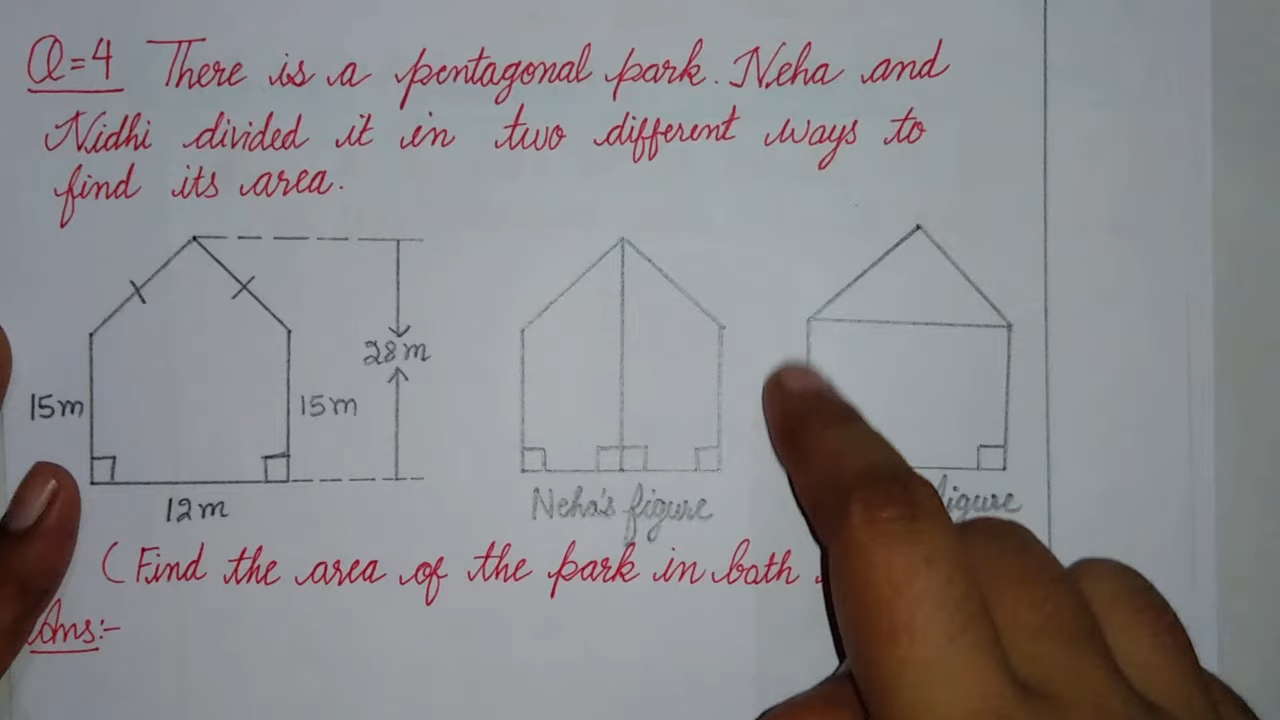 Q=4 There is a pentagonal park. Neha and
Nidhi divided it in two different ways to
find its area.
28m
15m
15m
12m
Neha's figure
figure
(Find the area of the park in both
Ans:-